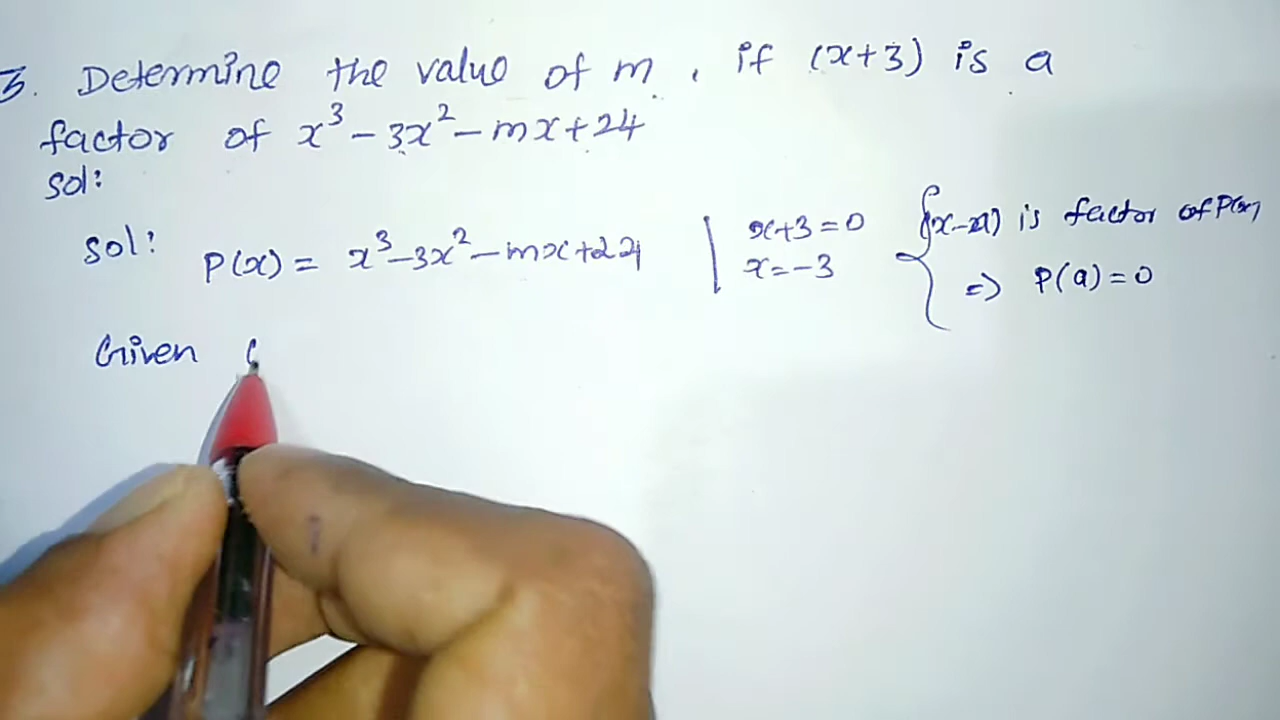 3. Determine the value of m, if (x+3) is a
factor of x³ - 3x² - mx + 24
Sol:
Sol: P(x) = x³ - 3x² - mx + 24
x+3 = 0
x = -3
(x-a) is factor of P(x)
=> P(a) = 0
Given (